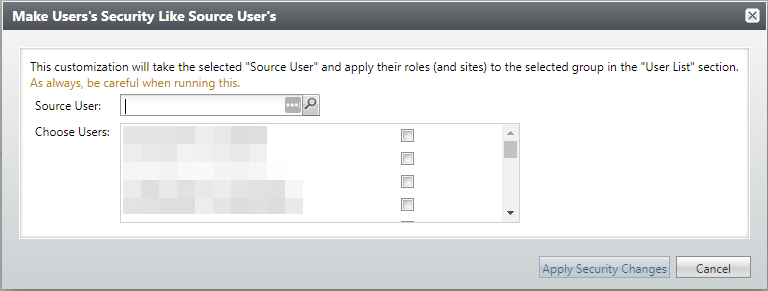 Make Users's Security Like Source User's
This customization will take the selected "Source User" and apply their roles (and sites) to the selected group in the "User List" section.
As always, be careful when running this.
Source User:
Choose Users:
Apply Security Changes
Cancel